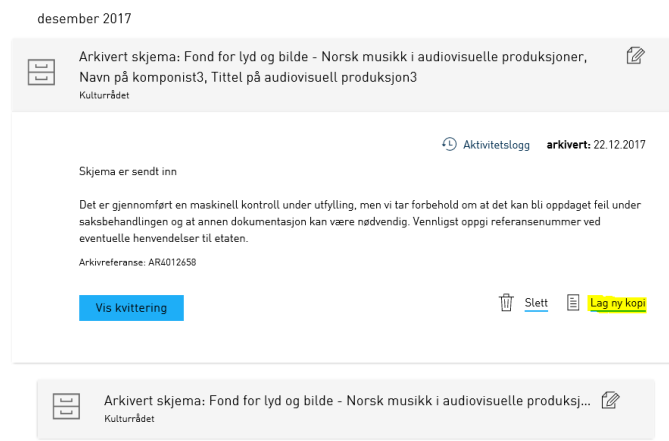 desember 2017
Arkivert skjema: Fond for lyd og bilde - Norsk musikk i audiovisuelle produksjoner,
Navn på komponist3, Tittel på audiovisuell produksjon3
Kulturrådet
Aktivitetslogg arkivert: 22.12.2017
Skjema er sendt inn
Det er gjennomført en maskinell kontroll under utfylling, men vi tar forbehold om at det kan bli oppdaget feil under
saksbehandlingen og at annen dokumentasjon kan være nødvendig. Vennligst oppgi referansenummer ved
eventuelle henvendelser til etaten.
Arkivreferanse: AR4012658
Vis kvittering Slett Lag ny kopi
Arkivert skjema: Fond for lyd og bilde - Norsk musikk i audiovisuelle produksj...
Kulturrådet